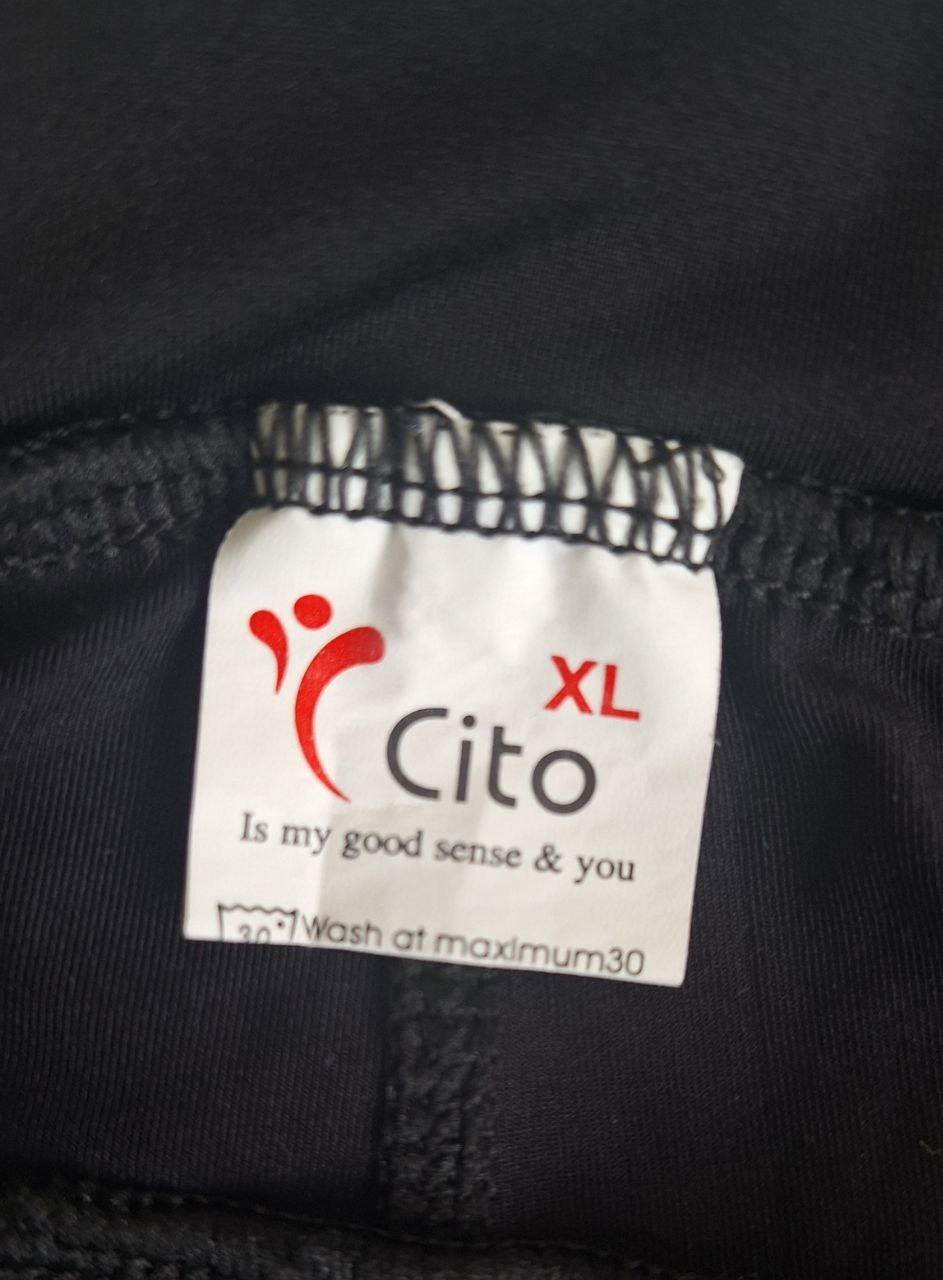 XL
Cito
Is my good sense & you
30 Wash at maximum30